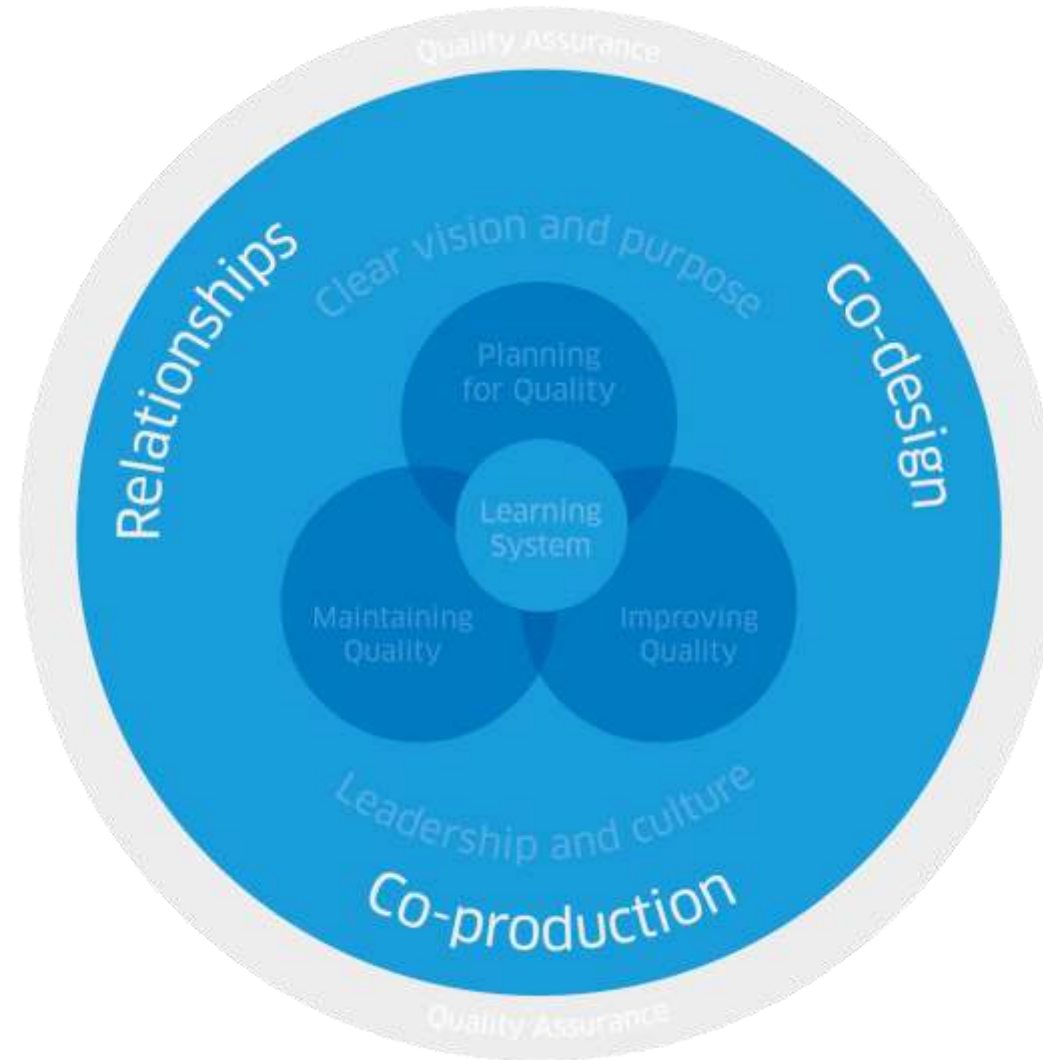 Quality Assurance
Relationships
Co-design
Clear vision and purpose
Planning
for Quality
Learning
System
Maintaining
Quality
Improving
Quality
Leadership and culture
Co-production
Quality Assurance